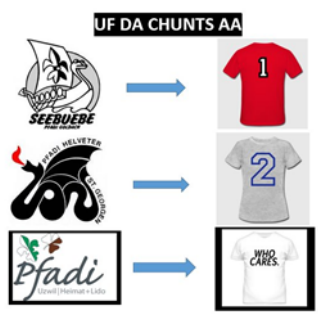 UF DA CHUNTS AA
SEEBUEBE
PFADI GOLDACH
1
PFADI HELVETER
ST. GEORGEN
2
Pfadi
Uzwil | Heimat + Lido
WHO
CARES.